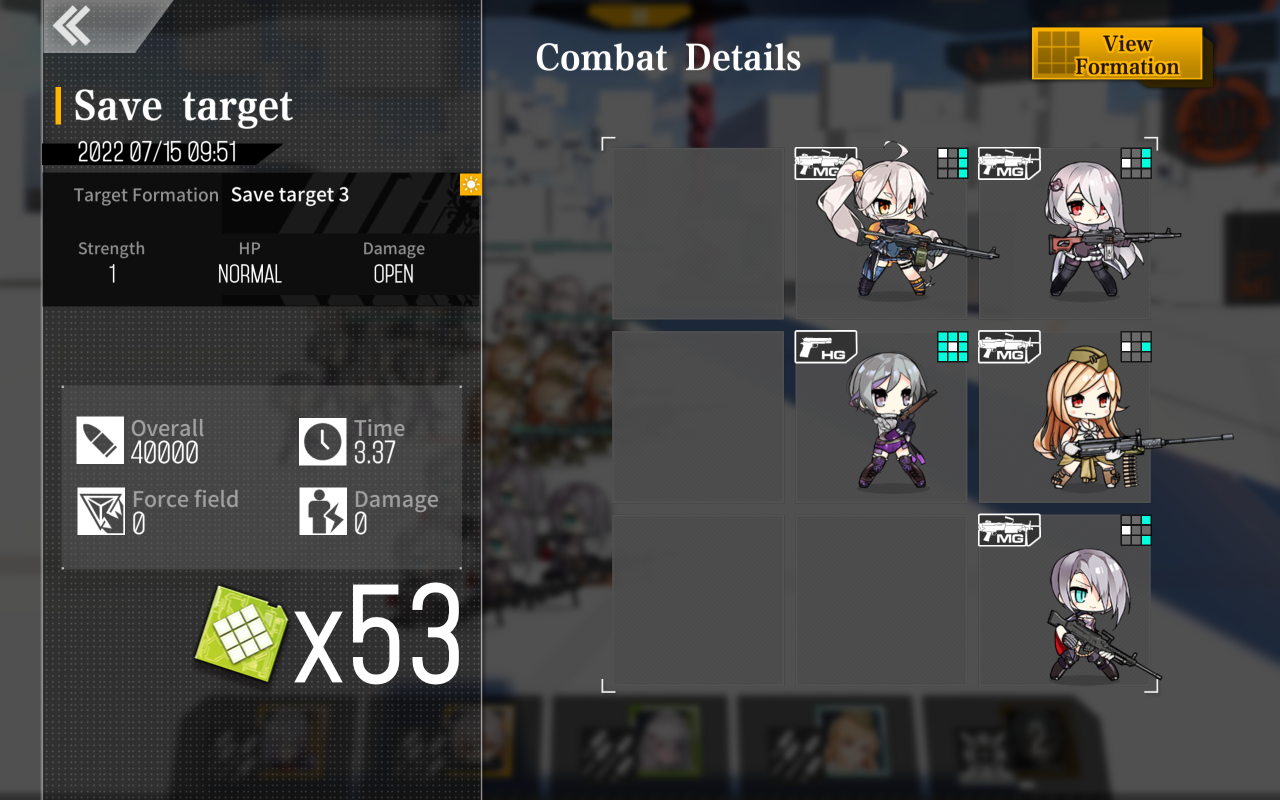 Combat Details
View
Formation
Save target
2022 07/15 09:51
Target Formation Save target 3
Strength HP Damage
1 NORMAL OPEN
Overall
40000
Time
3.37
Force field
0
Damage
0
x53
MG
MG
HG
MG
MG
2